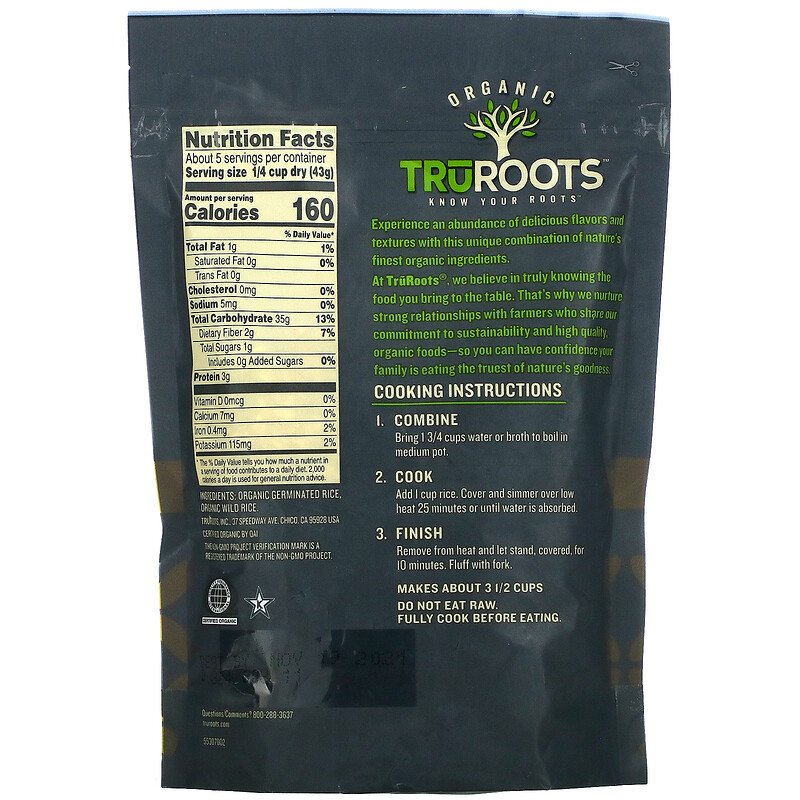 ORGANIC
TRŪROOTS™
KNOW YOUR ROOTS™
Experience an abundance of delicious flavors and
textures with this unique combination of nature's
finest organic ingredients.
At TrūRoots®, we believe in truly knowing the
food you bring to the table. That's why we nurture
strong relationships with farmers who share our
commitment to sustainability and high quality,
organic foods—so you can have confidence your
family is eating the truest of nature's goodness.
COOKING INSTRUCTIONS
1. COMBINE
Bring 1 3/4 cups water or broth to boil in
medium pot.
2. COOK
Add 1 cup rice. Cover and simmer over low
heat 25 minutes or until water is absorbed.
3. FINISH
Remove from heat and let stand, covered, for
10 minutes. Fluff with fork.
MAKES ABOUT 3 1/2 CUPS
DO NOT EAT RAW.
FULLY COOK BEFORE EATING.
Nutrition Facts
About 5 servings per container
Serving size 1/4 cup dry (43g)
Amount per serving
Calories 160
% Daily Value*
Total Fat 1g 1%
Saturated Fat 0g 0%
Trans Fat 0g
Cholesterol 0mg 0%
Sodium 5mg 0%
Total Carbohydrate 35g 13%
Dietary Fiber 2g 7%
Total Sugars 1g
Includes 0g Added Sugars 0%
Protein 3g
Vitamin D 0mcg 0%
Calcium 7mg 0%
Iron 0.4mg 2%
Potassium 115mg 2%
* The % Daily Value tells you how much a nutrient in
a serving of food contributes to a daily diet. 2,000
calories a day is used for general nutrition advice.
INGREDIENTS: ORGANIC GERMINATED RICE,
ORGANIC WILD RICE.
TRŪROOTS, INC., 37 SPEEDWAY AVE. CHICO, CA 95928 USA
CERTIFIED ORGANIC BY QAI
THE NON-GMO PROJECT VERIFICATION MARK IS A
REGISTERED TRADEMARK OF THE NON-GMO PROJECT.
CERTIFIED ORGANIC
K
NOV 2021
Questions/Comments? 800-288-3637
truroots.com
55307002